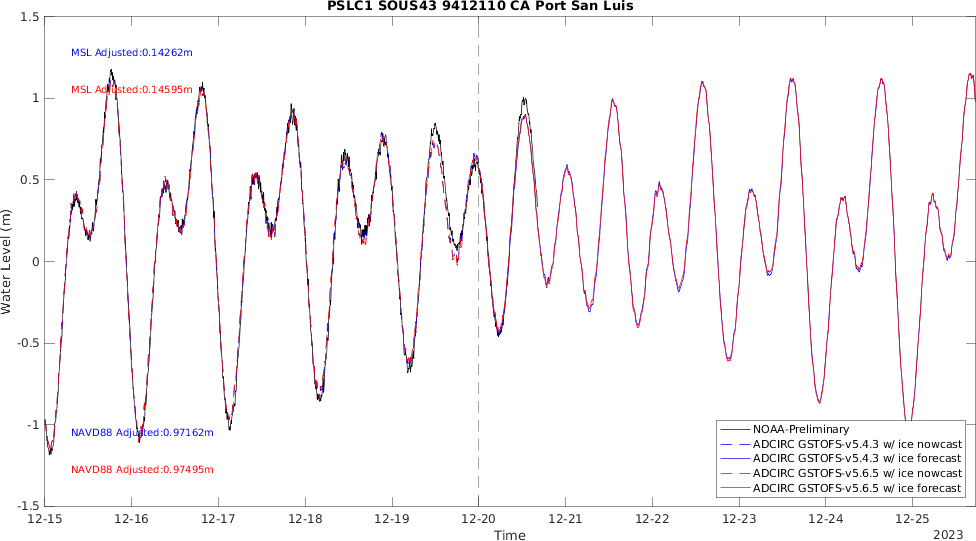 PSLC1 SOUS43 9412110 CA Port San Luis
1.5
1
0.5
0
-0.5
-1
-1.5
Water Level (m)
MSL Adjusted:0.14262m
MSL Adjusted:0.14595m
NAVD88 Adjusted:0.97162m
NAVD88 Adjusted:0.97495m
NOAA-Preliminary
ADCIRC GSTOFS-v5.4.3 w/ ice nowcast
ADCIRC GSTOFS-v5.4.3 w/ ice forecast
ADCIRC GSTOFS-v5.6.5 w/ ice nowcast
ADCIRC GSTOFS-v5.6.5 w/ ice forecast
12-15 12-16 12-17 12-18 12-19 12-20 12-21 12-22 12-23 12-24 12-25
Time
2023